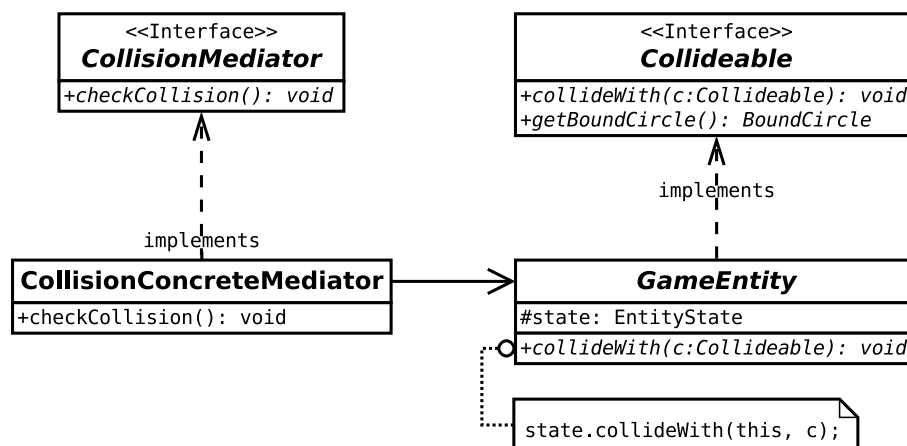 <<Interface>>
CollisionMediator
+checkCollision(): void
<<Interface>>
Collideable
+collideWith(c:Collideable): void
+getBoundCircle(): BoundCircle
implements
implements
CollisionConcreteMediator
+checkCollision(): void
GameEntity
#state: EntityState
+collideWith(c:Collideable): void
state.collideWith(this, c);